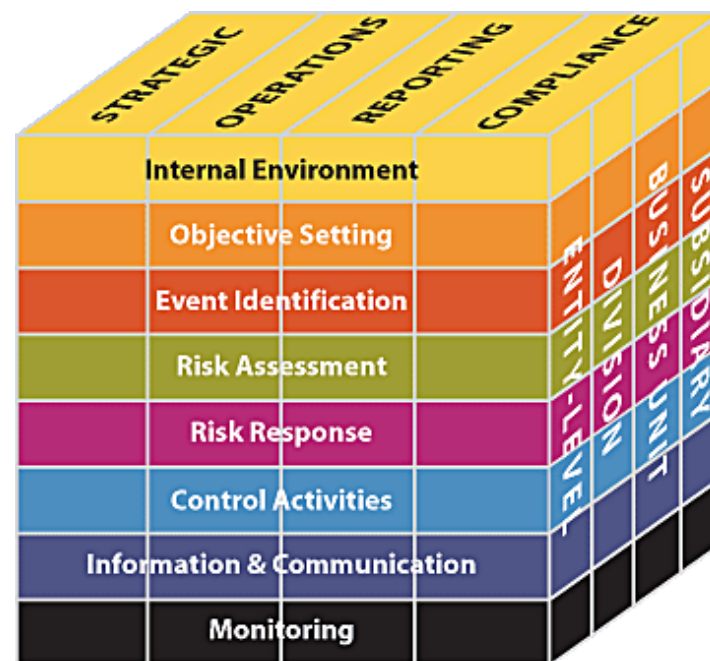 STRATEGIC
OPERATIONS
REPORTING
COMPLIANCE
Internal Environment
Objective Setting
Event Identification
Risk Assessment
Risk Response
Control Activities
Information & Communication
Monitoring
ENTITY-LEVEL
DIVISION
BUSINESS UNIT
SUBSIDIARY